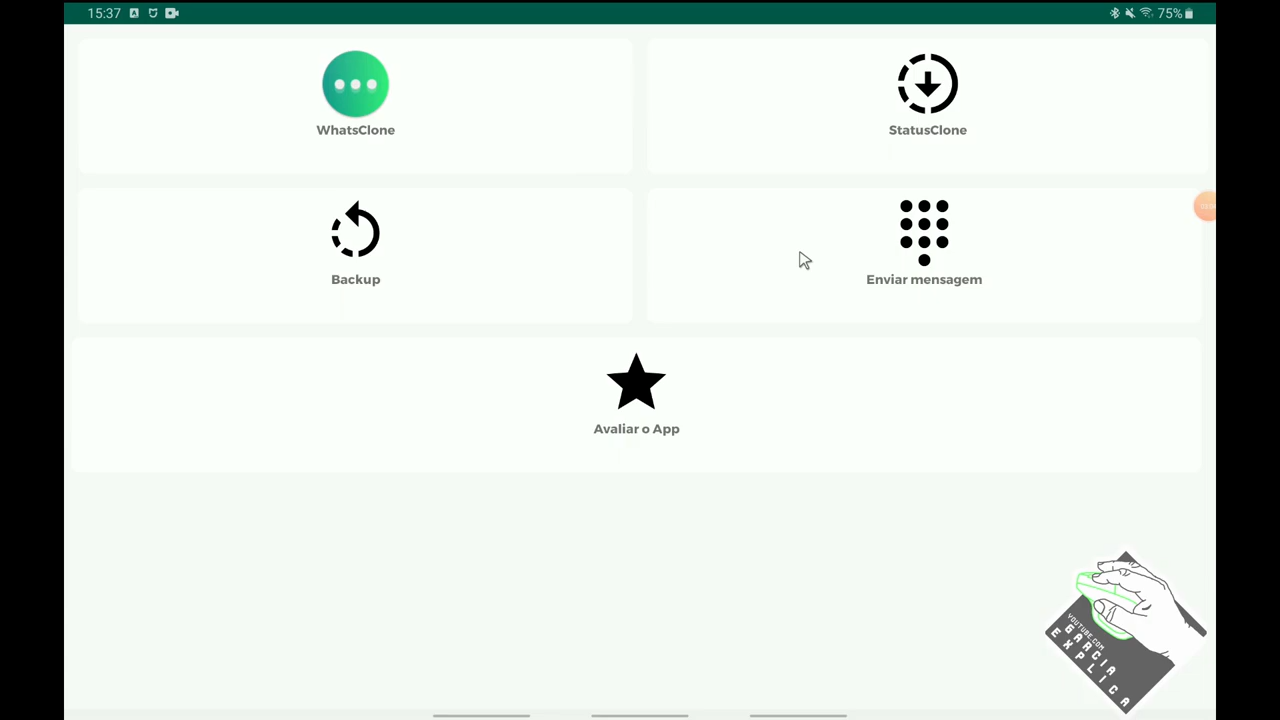 15:37
75%
WhatsClone
StatusClone
Backup
Enviar mensagem
Avaliar o App
YOUTUBE.COM
GARCIA
EXPLICA